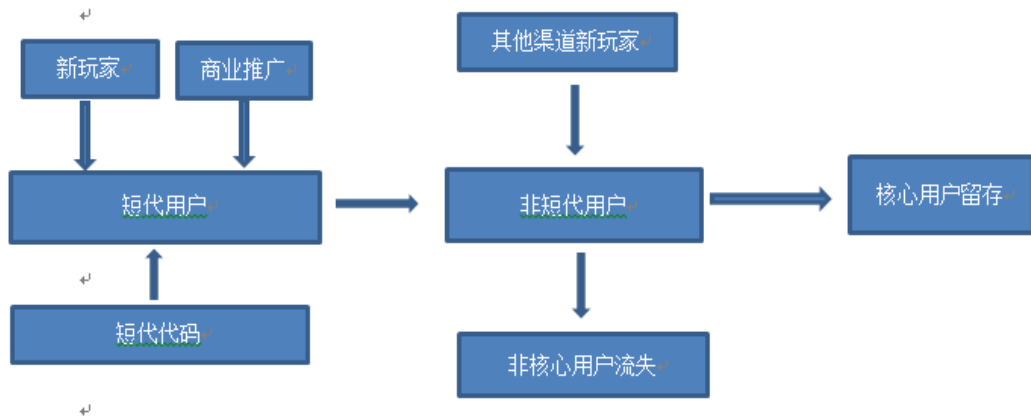 新玩家
商业推广
其他渠道新玩家
短代用户
非短代用户
核心用户留存
短代代码
非核心用户流失